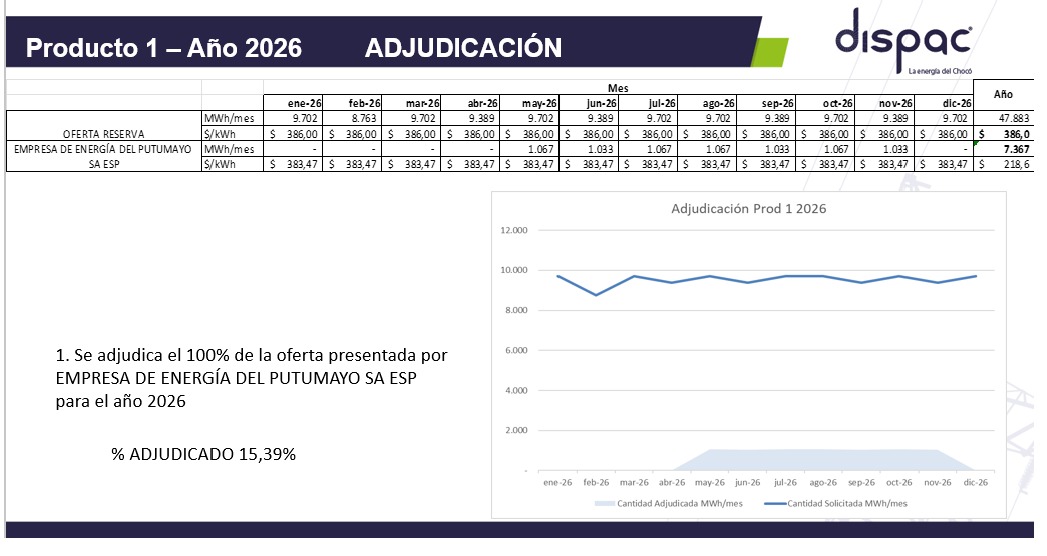 Producto 1 – Año 2026 ADJUDICACIÓN
dispac
La energía del Chocó
Mes Año
ene-26 feb-26 mar-26 abr-26 may-26 jun-26 jul-26 ago-26 sep-26 oct-26 nov-26 dic-26
OFERTA RESERVA MWh/mes 9.702 8.763 9.702 9.389 9.702 9.389 9.702 9.702 9.389 9.702 9.389 9.702 47.883
$/kWh $ 386,00 $ 386,00 $ 386,00 $ 386,00 $ 386,00 $ 386,00 $ 386,00 $ 386,00 $ 386,00 $ 386,00 $ 386,00 $ 386,00 $ 386,0
EMPRESA DE ENERGÍA DEL PUTUMAYO MWh/mes - - - - 1.067 1.033 1.067 1.067 1.033 1.067 1.033 - 7.367
SA ESP $/kWh $ 383,47 $ 383,47 $ 383,47 $ 383,47 $ 383,47 $ 383,47 $ 383,47 $ 383,47 $ 383,47 $ 383,47 $ 383,47 $ 383,47 $ 218,6
Adjudicación Prod 1 2026
12.000
10.000
8.000
6.000
4.000
2.000
-
ene-26 feb-26 mar-26 abr-26 may-26 jun-26 jul-26 ago-26 sep-26 oct-26 nov-26 dic-26
Cantidad Adjudicada MWh/mes Cantidad Solicitada MWh/mes
1. Se adjudica el 100% de la oferta presentada por
EMPRESA DE ENERGÍA DEL PUTUMAYO SA ESP
para el año 2026
% ADJUDICADO 15,39%